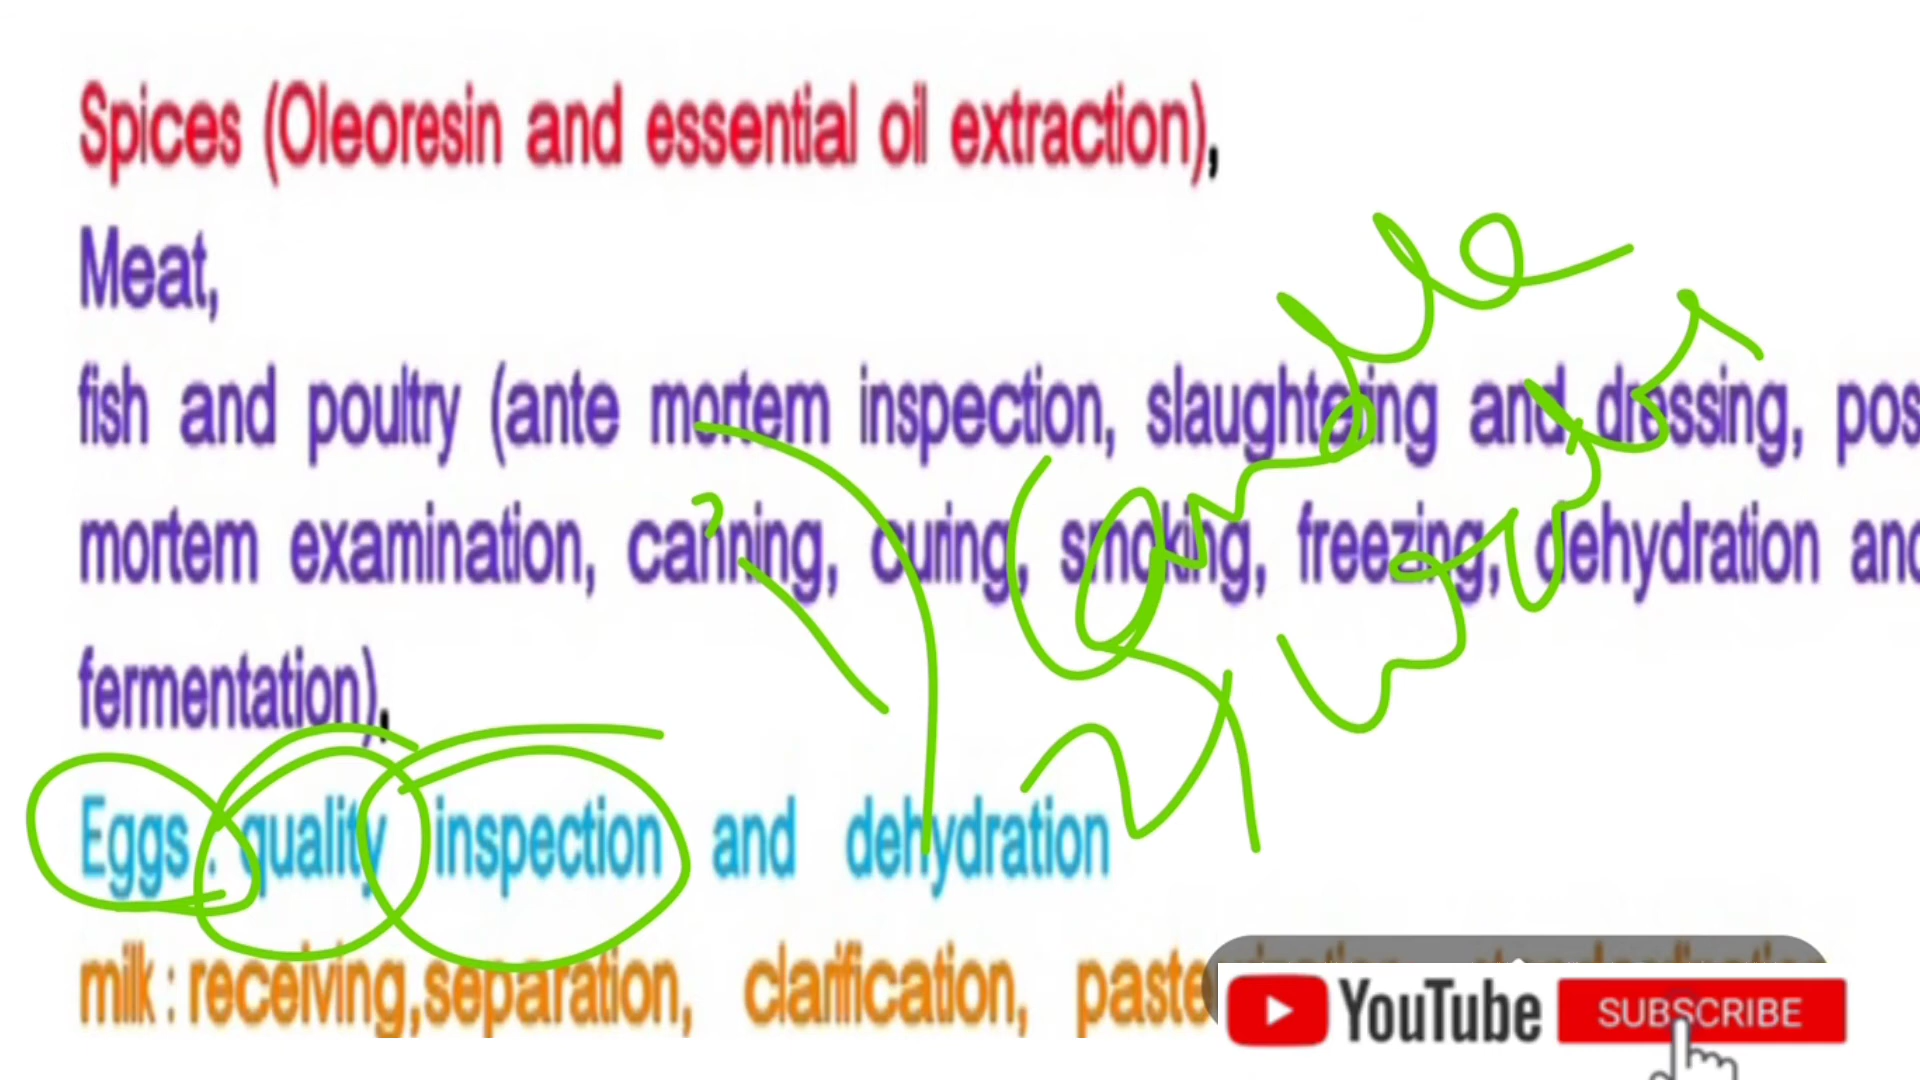 Spices (Oleoresin and essential oil extraction),
Meat,
fish and poultry (ante mortem inspection, slaughtering and dressing, pos
mortem examination, canning, curing, smoking, freezing, dehydration and
fermentation),
Eggs : quality inspection and dehydration
milk : receiving,separation, clarification, paste
YouTube SUBSCRIBE